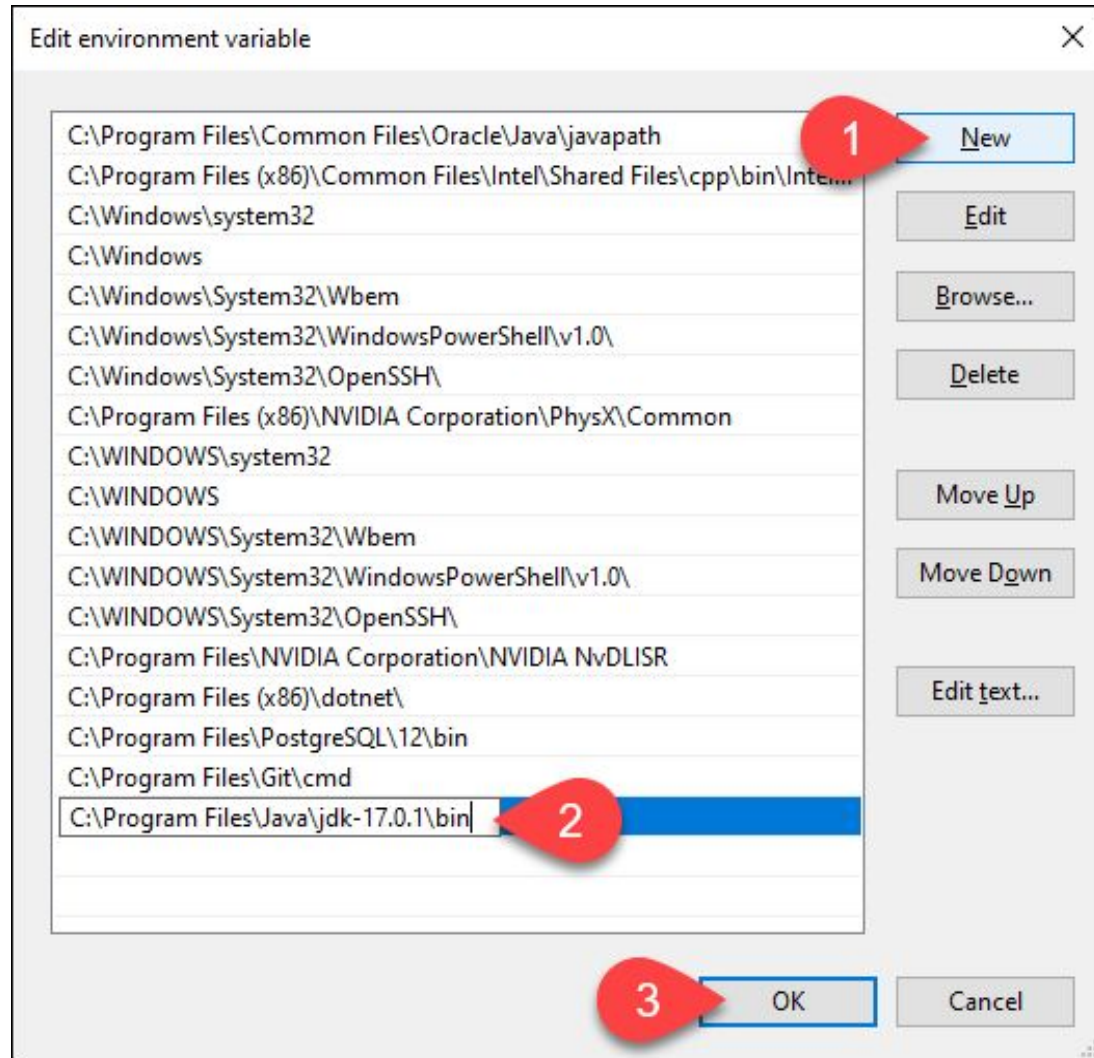 Edit environment variable
C:\Program Files\Common Files\Oracle\Java\javapath
1
New
C:\Program Files (x86)\Common Files\Intel\Shared Files\cpp\bin\Intel...
C:\Windows\system32
Edit
C:\Windows
C:\Windows\System32\Wbem
Browse...
C:\Windows\System32\WindowsPowerShell\v1.0\
C:\Windows\System32\OpenSSH\
Delete
C:\Program Files (x86)\NVIDIA Corporation\PhysX\Common
C:\WINDOWS\system32
C:\WINDOWS
Move Up
C:\WINDOWS\System32\Wbem
C:\WINDOWS\System32\WindowsPowerShell\v1.0\
Move Down
C:\WINDOWS\System32\OpenSSH\
C:\Program Files\NVIDIA Corporation\NVIDIA NvDLISR
C:\Program Files (x86)\dotnet\
Edit text...
C:\Program Files\PostgreSQL\12\bin
C:\Program Files\Git\cmd
C:\Program Files\Java\jdk-17.0.1\bin
2
3
OK
Cancel